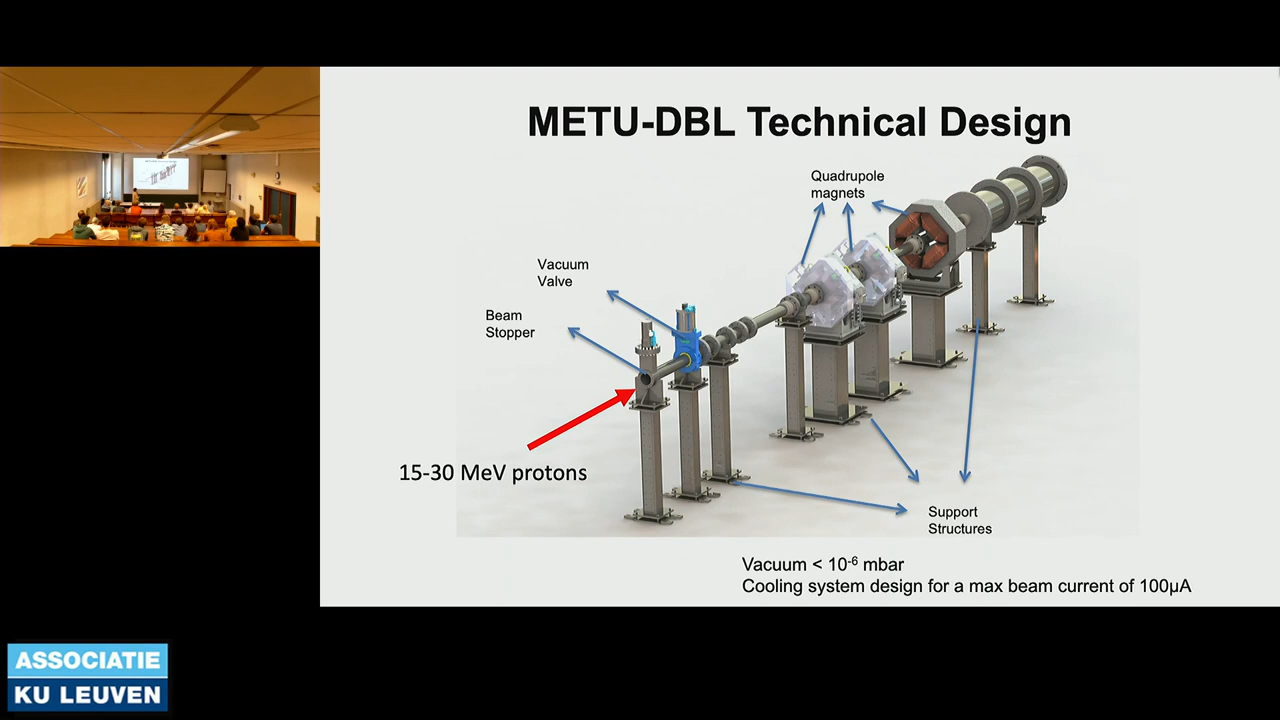 METU-DBL Technical Design
Quadrupole
magnets
Vacuum
Valve
Beam
Stopper
15-30 MeV protons
Support
Structures
Vacuum < 10⁻⁶ mbar
Cooling system design for a max beam current of 100µA
ASSOCIATIE
KU LEUVEN